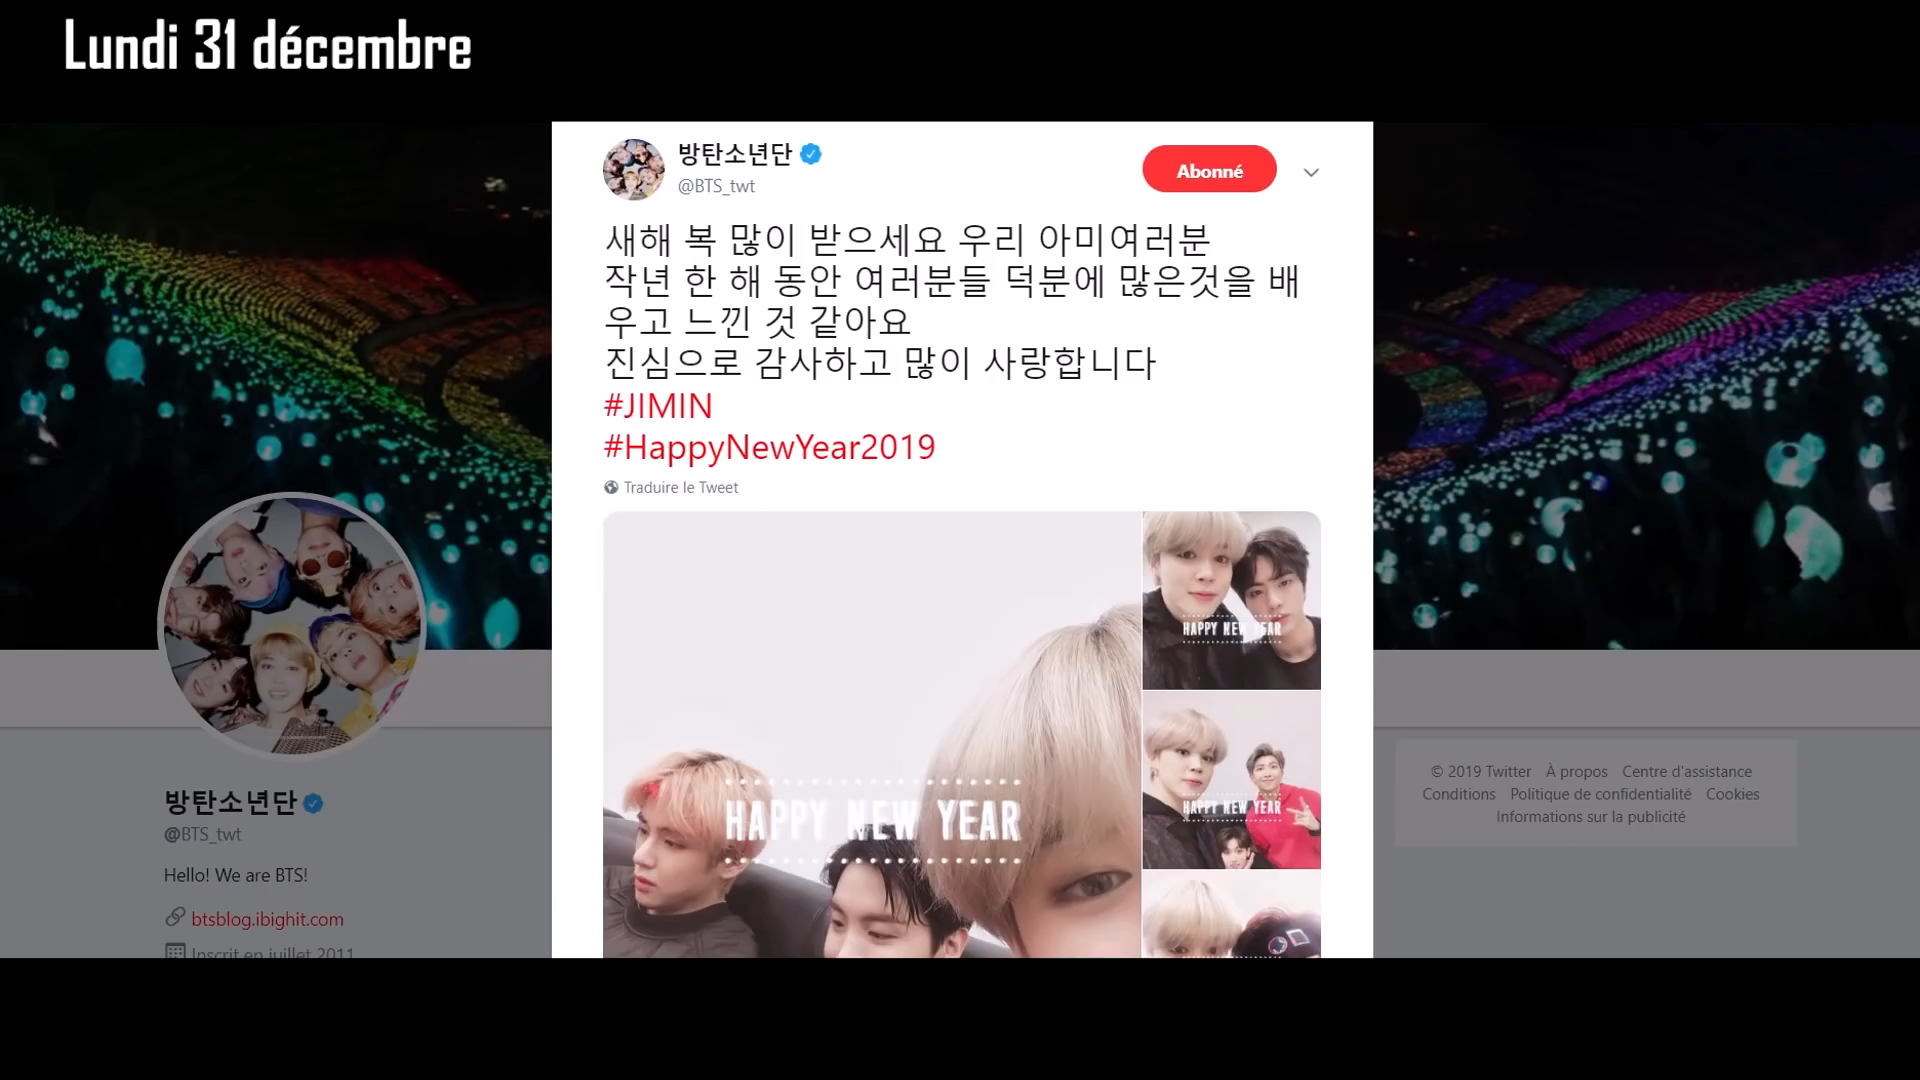 Lundi 31 décembre
방탄소년단
@BTS_twt
Abonné
새해 복 많이 받으세요 우리 아미여러분
작년 한 해 동안 여러분들 덕분에 많은것을 배
우고 느낀 것 같아요
진심으로 감사하고 많이 사랑합니다
#JIMIN
#HappyNewYear2019
Traduire le Tweet
HAPPY NEW YEAR
HAPPY NEW YEAR
HAPPY NEW YEAR
방탄소년단
@BTS_twt
Hello! We are BTS!
btsblog.ibighit.com
Inscrit en juillet 2011
© 2019 Twitter À propos Centre d'assistance
Conditions Politique de confidentialité Cookies
Informations sur la publicité